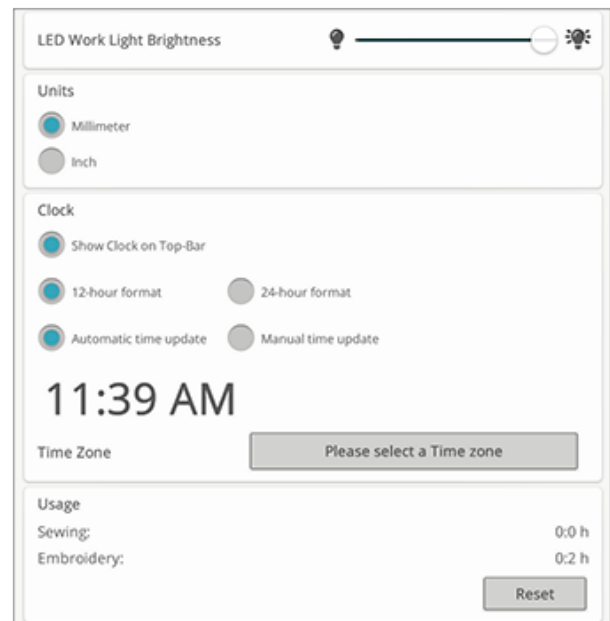 LED Work Light Brightness
Units
Millimeter
Inch
Clock
Show Clock on Top-Bar
12-hour format 24-hour format
Automatic time update Manual time update
11:39 AM
Time Zone Please select a Time zone
Usage
Sewing: 0:0 h
Embroidery: 0:2 h
Reset